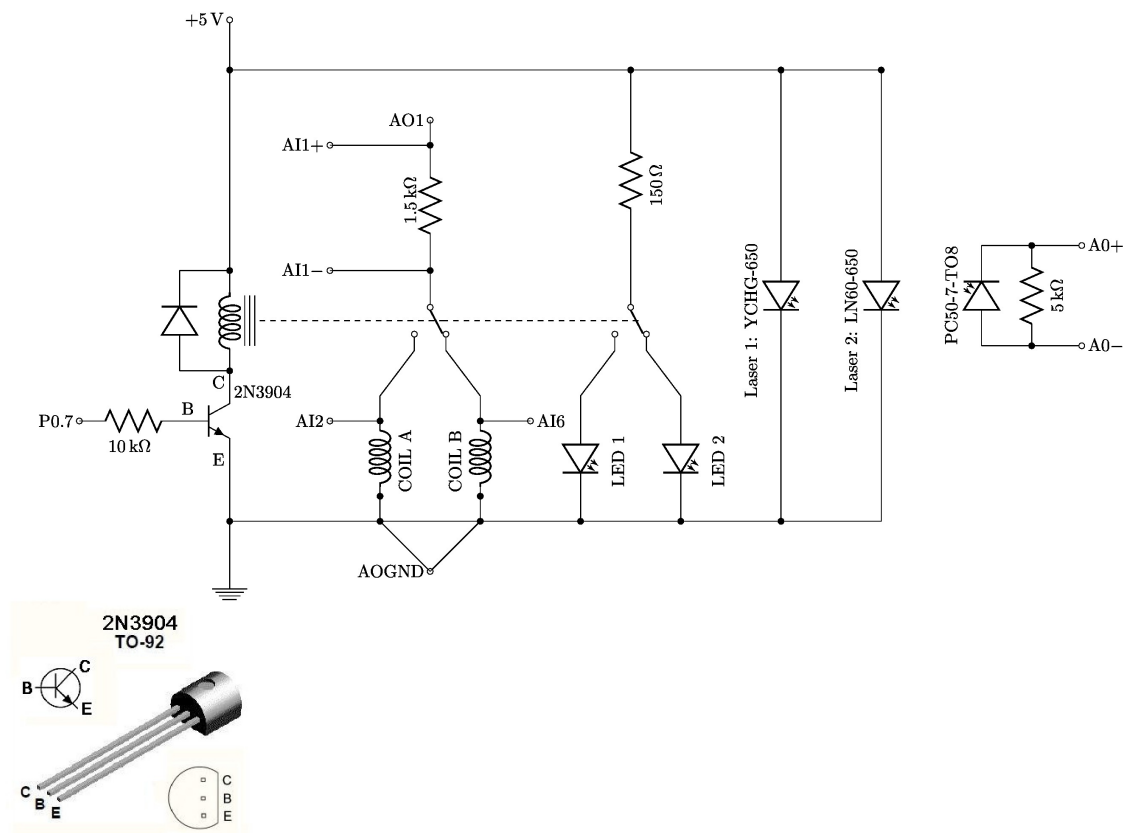 +5 V
AO1
AI1+
1.5 kΩ
150 Ω
AI1−
Laser 1: YCHG-650
Laser 2: LN60-650
PC50-7-TO8
5 kΩ
A0+
A0−
C
2N3904
B
P0.7
10 kΩ
E
AI2
COIL A
COIL B
AI6
LED 1
LED 2
AOGND
2N3904
TO-92
C
B
E
C
B
E
C
B
E